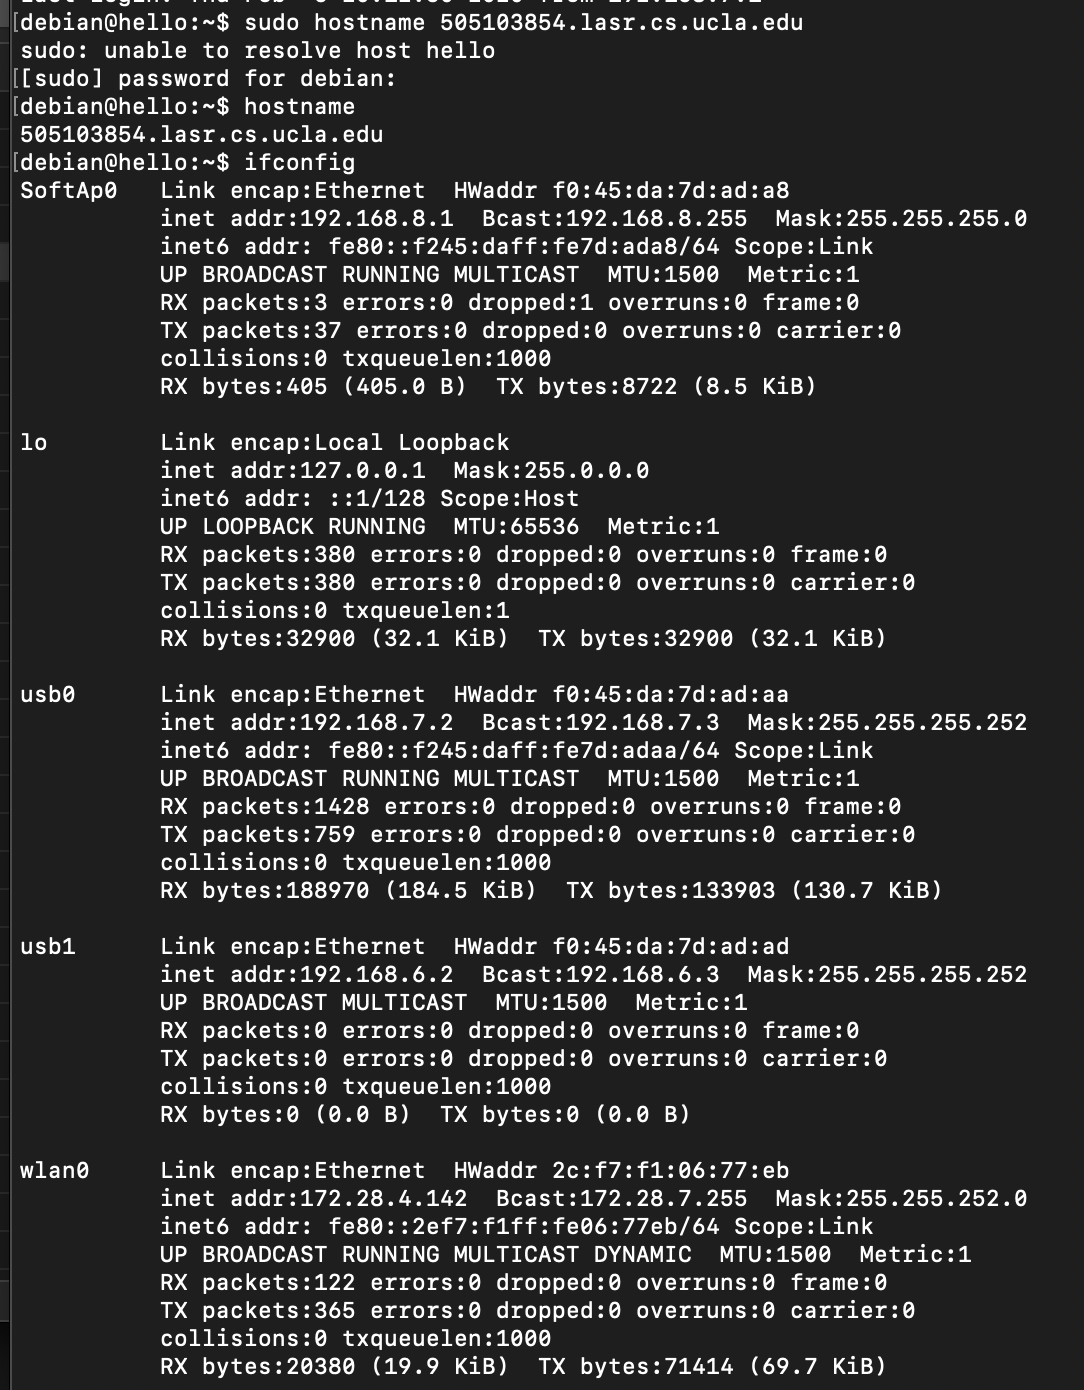 [debian@hello:~$ sudo hostname 505103854.lasr.cs.ucla.edu
sudo: unable to resolve host hello
[[sudo] password for debian:
[debian@hello:~$ hostname
505103854.lasr.cs.ucla.edu
[debian@hello:~$ ifconfig
SoftAp0   Link encap:Ethernet  HWaddr f0:45:da:7d:ad:a8
          inet addr:192.168.8.1  Bcast:192.168.8.255  Mask:255.255.255.0
          inet6 addr: fe80::f245:daff:fe7d:ada8/64 Scope:Link
          UP BROADCAST RUNNING MULTICAST  MTU:1500  Metric:1
          RX packets:3 errors:0 dropped:1 overruns:0 frame:0
          TX packets:37 errors:0 dropped:0 overruns:0 carrier:0
          collisions:0 txqueuelen:1000
          RX bytes:405 (405.0 B)  TX bytes:8722 (8.5 KiB)

lo        Link encap:Local Loopback
          inet addr:127.0.0.1  Mask:255.0.0.0
          inet6 addr: ::1/128 Scope:Host
          UP LOOPBACK RUNNING  MTU:65536  Metric:1
          RX packets:380 errors:0 dropped:0 overruns:0 frame:0
          TX packets:380 errors:0 dropped:0 overruns:0 carrier:0
          collisions:0 txqueuelen:1
          RX bytes:32900 (32.1 KiB)  TX bytes:32900 (32.1 KiB)

usb0      Link encap:Ethernet  HWaddr f0:45:da:7d:ad:aa
          inet addr:192.168.7.2  Bcast:192.168.7.3  Mask:255.255.255.252
          inet6 addr: fe80::f245:daff:fe7d:adaa/64 Scope:Link
          UP BROADCAST RUNNING MULTICAST  MTU:1500  Metric:1
          RX packets:1428 errors:0 dropped:0 overruns:0 frame:0
          TX packets:759 errors:0 dropped:0 overruns:0 carrier:0
          collisions:0 txqueuelen:1000
          RX bytes:188970 (184.5 KiB)  TX bytes:133903 (130.7 KiB)

usb1      Link encap:Ethernet  HWaddr f0:45:da:7d:ad:ad
          inet addr:192.168.6.2  Bcast:192.168.6.3  Mask:255.255.255.252
          UP BROADCAST MULTICAST  MTU:1500  Metric:1
          RX packets:0 errors:0 dropped:0 overruns:0 frame:0
          TX packets:0 errors:0 dropped:0 overruns:0 carrier:0
          collisions:0 txqueuelen:1000
          RX bytes:0 (0.0 B)  TX bytes:0 (0.0 B)

wlan0     Link encap:Ethernet  HWaddr 2c:f7:f1:06:77:eb
          inet addr:172.28.4.142  Bcast:172.28.7.255  Mask:255.255.252.0
          inet6 addr: fe80::2ef7:f1ff:fe06:77eb/64 Scope:Link
          UP BROADCAST RUNNING MULTICAST DYNAMIC  MTU:1500  Metric:1
          RX packets:122 errors:0 dropped:0 overruns:0 frame:0
          TX packets:365 errors:0 dropped:0 overruns:0 carrier:0
          collisions:0 txqueuelen:1000
          RX bytes:20380 (19.9 KiB)  TX bytes:71414 (69.7 KiB)